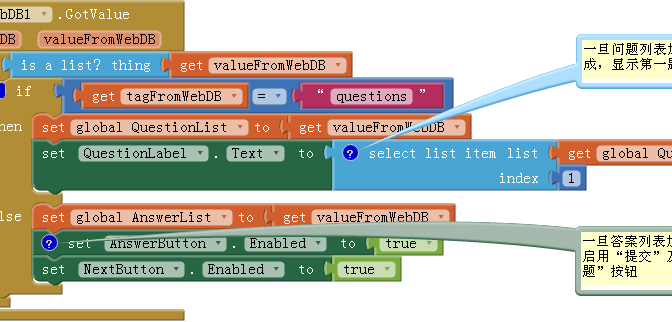 bDB1 .GotValue
DB valueFromWebDB
is a list? thing get valueFromWebDB
if get tagFromWebDB = “ questions ”
hen set global QuestionList to get valueFromWebDB
set QuestionLabel . Text to ? select list item list get global Qu
index 1
lse set global AnswerList to get valueFromWebDB
? set AnswerButton . Enabled to true
set NextButton . Enabled to true
一旦问题列表
成，显示第一
一旦答案列表
启用“提交”及
题”按钮